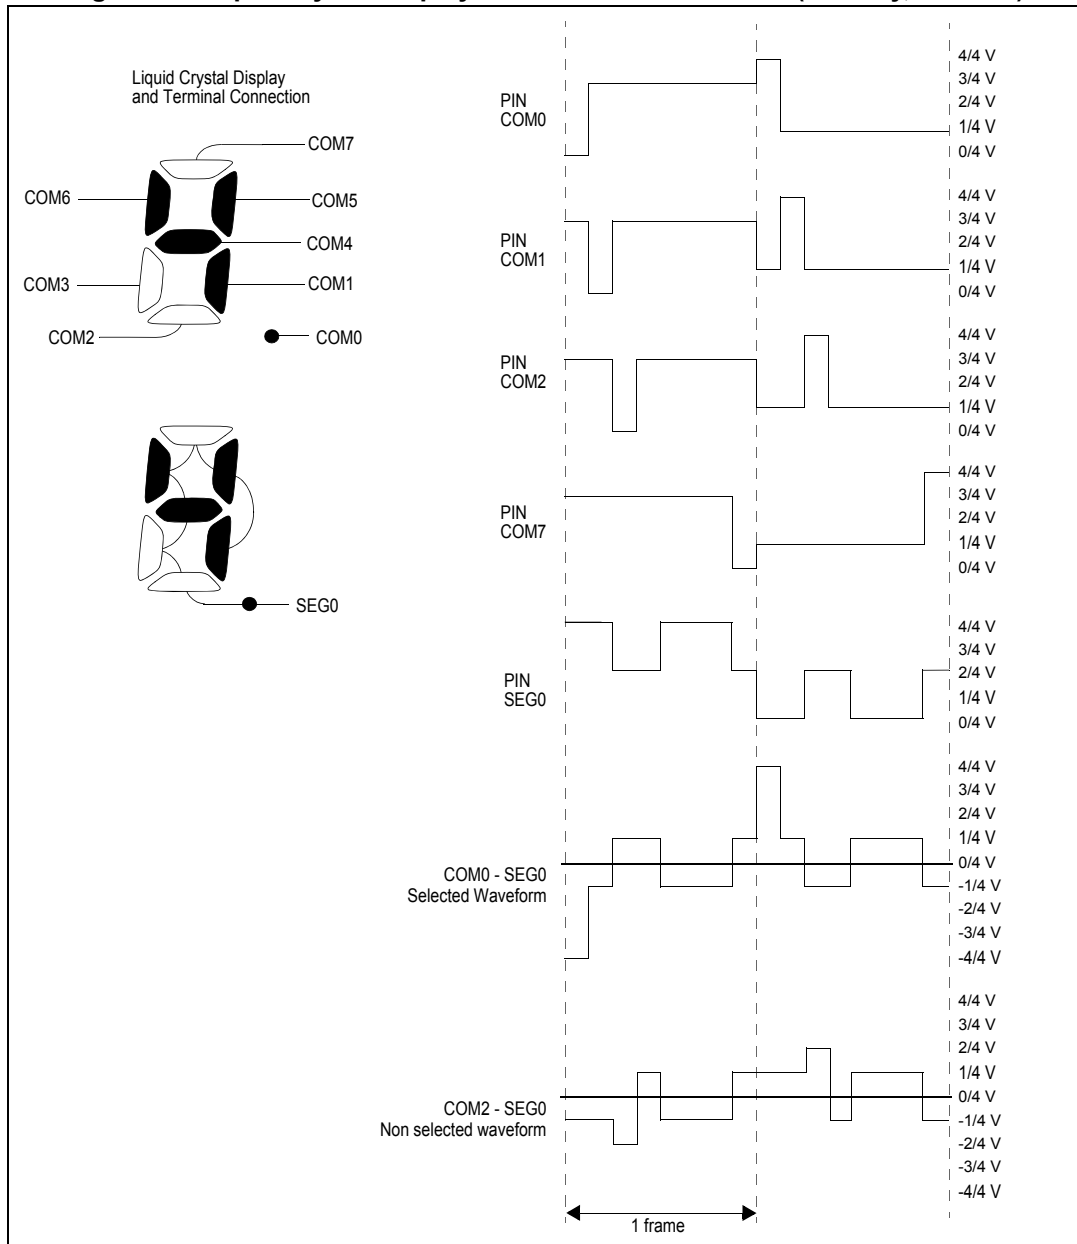 Liquid Crystal Display
and Terminal Connection
COM7
COM6
COM5
COM4
COM3
COM1
COM2
COM0
SEG0
PIN
COM0
4/4 V
3/4 V
2/4 V
1/4 V
0/4 V
PIN
COM1
4/4 V
3/4 V
2/4 V
1/4 V
0/4 V
PIN
COM2
4/4 V
3/4 V
2/4 V
1/4 V
0/4 V
PIN
COM7
4/4 V
3/4 V
2/4 V
1/4 V
0/4 V
PIN
SEG0
4/4 V
3/4 V
2/4 V
1/4 V
0/4 V
COM0 - SEG0
Selected Waveform
4/4 V
3/4 V
2/4 V
1/4 V
0/4 V
-1/4 V
-2/4 V
-3/4 V
-4/4 V
COM2 - SEG0
Non selected waveform
4/4 V
3/4 V
2/4 V
1/4 V
0/4 V
-1/4 V
-2/4 V
-3/4 V
-4/4 V
1 frame